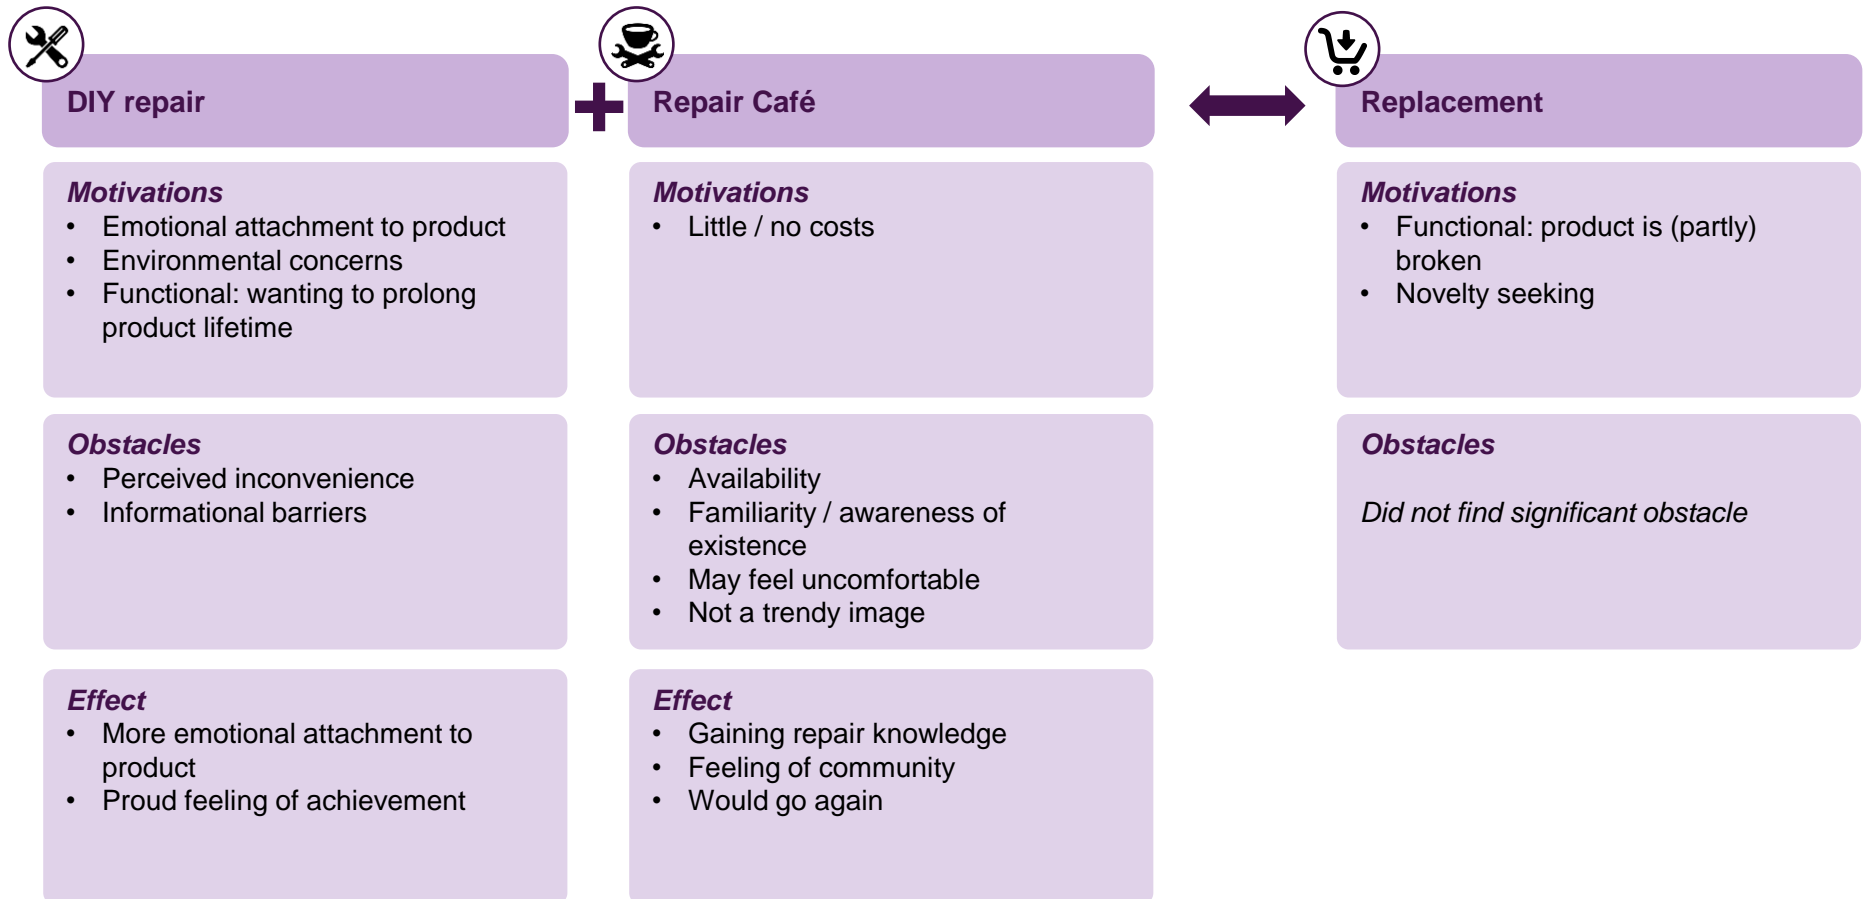 DIY repair
Motivations
• Emotional attachment to product
• Environmental concerns
• Functional: wanting to prolong
product lifetime
Obstacles
• Perceived inconvenience
• Informational barriers
Effect
• More emotional attachment to
product
• Proud feeling of achievement
Repair Café
Motivations
• Little / no costs
Obstacles
• Availability
• Familiarity / awareness of
existence
• May feel uncomfortable
• Not a trendy image
Effect
• Gaining repair knowledge
• Feeling of community
• Would go again
Replacement
Motivations
• Functional: product is (partly)
broken
• Novelty seeking
Obstacles
Did not find significant obstacle